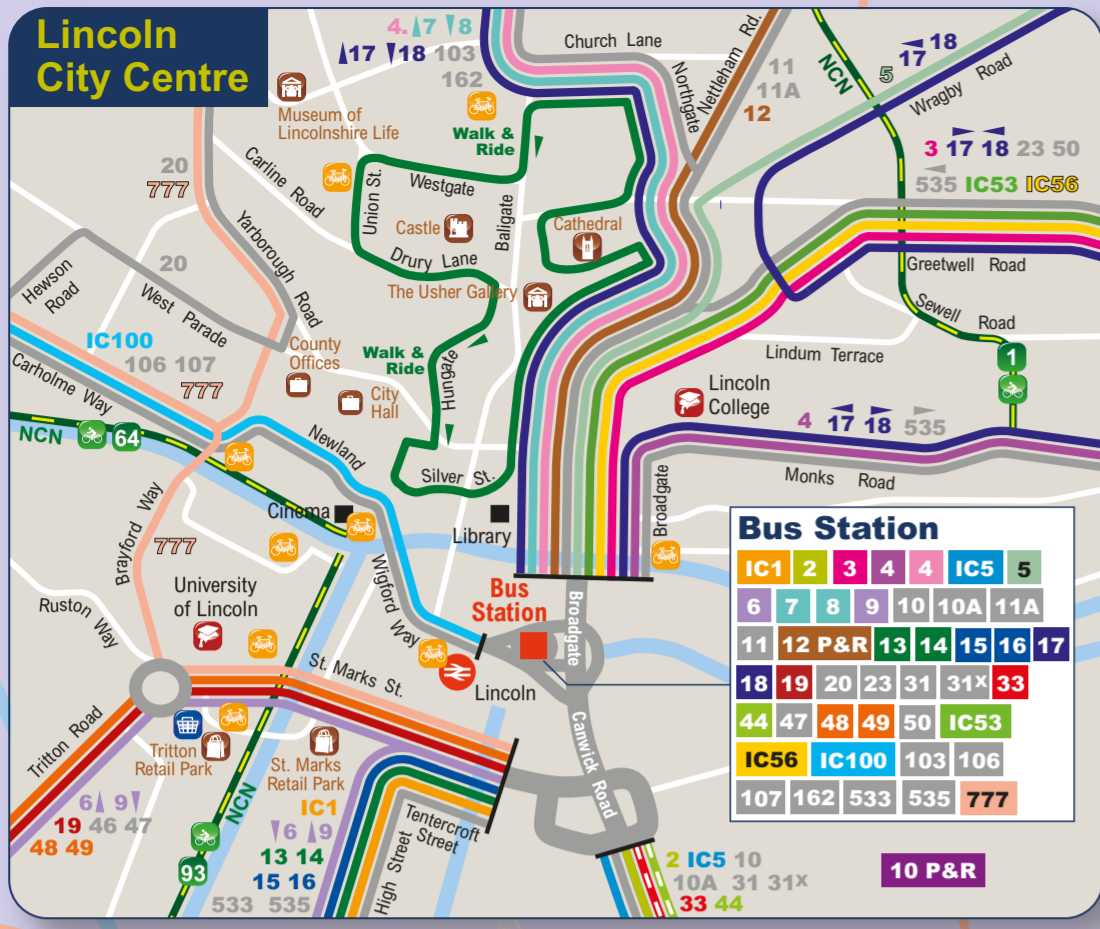 Lincoln
City Centre
4. 7 8
17 18 103
162
Church Lane
Northgate
Nettleham Rd.
11
11A
12
NCN
5 17 18
Wragby Road
Museum of
Lincolnshire Life
Walk &
Ride
Carline Road
Union St.
Westgate
Bailgate
Castle
Cathedral
Drury Lane
The Usher Gallery
3 17 18 23 50
535 IC53 IC56
20
777
Yarborough Road
Hewson
Road
20
West Parade
Greetwell Road
Sewell Road
Lindum Terrace
1
IC100
106 107
777
County
Offices
City
Hall
Walk &
Ride
Hungate
Lincoln
College
Carholme Way
NCN
64
Newland
Silver St.
4 17 18 535
Monks Road
Broadgate
Brayford Way
Cinema
Library
777
Wigford Way
University
of Lincoln
Ruston Way
Bus
Station
Broadgate
St. Marks St.
Lincoln
Tritton Road
Tritton
Retail Park
St. Marks
Retail Park
Canwick Road
6 9
19 46 47
48 49
NCN
93
IC1
6 9
13 14
15 16
533 535
Tentercroft
Street
High Street
2 IC5 10
10A 31 31x
33 44
Bus Station
IC1 2 3 4 4 IC5 5
6 7 8 9 10 10A 11A
11 12 P&R 13 14 15 16 17
18 19 20 23 31 31x 33
44 47 48 49 50 IC53
IC56 IC100 103 106
107 162 533 535 777
10 P&R